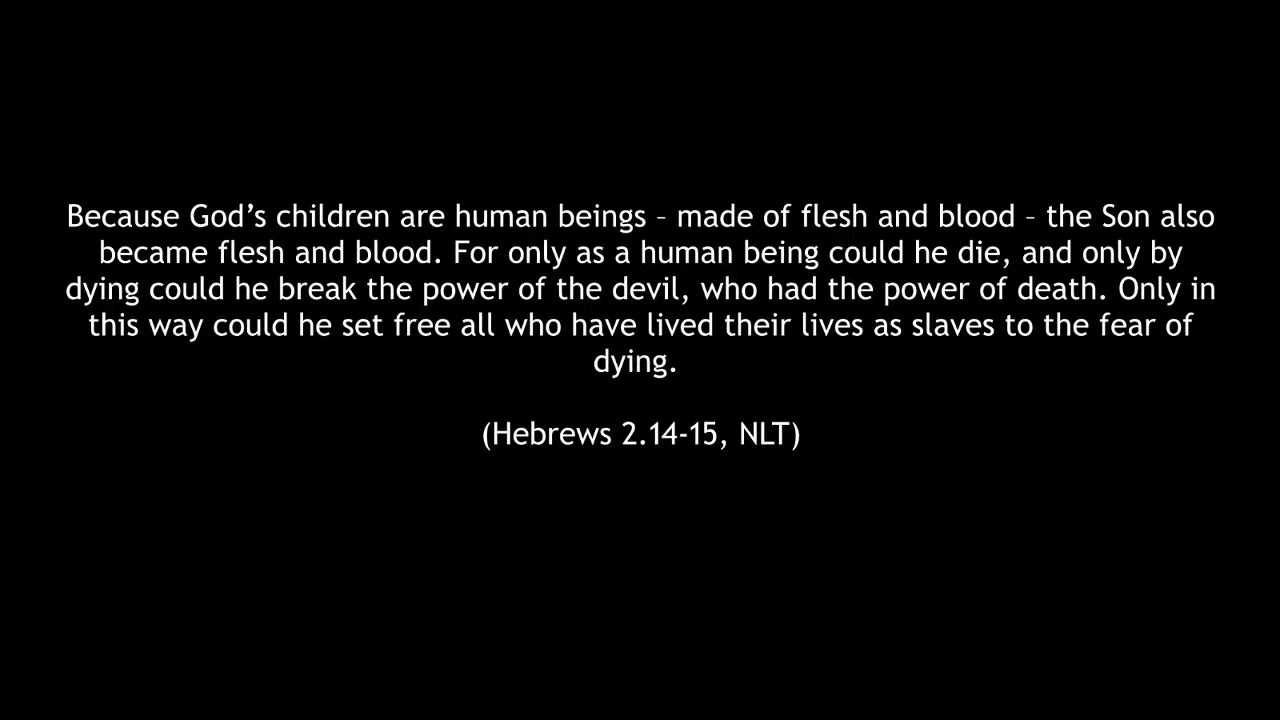 Because God’s children are human beings – made of flesh and blood – the Son also
became flesh and blood. For only as a human being could he die, and only by
dying could he break the power of the devil, who had the power of death. Only in
this way could he set free all who have lived their lives as slaves to the fear of
dying.
(Hebrews 2.14-15, NLT)